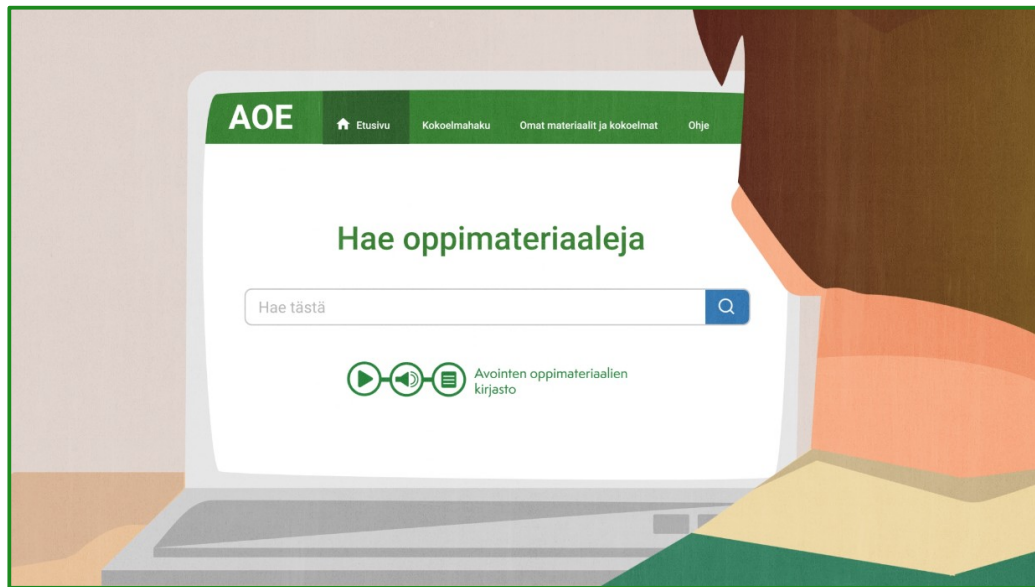 AOE
Etusivu
Kokoelmahaku
Omat materiaalit ja kokoelmat
Ohje
Hae oppimateriaaleja
Hae tästä
Avointen oppimateriaalien
kirjasto